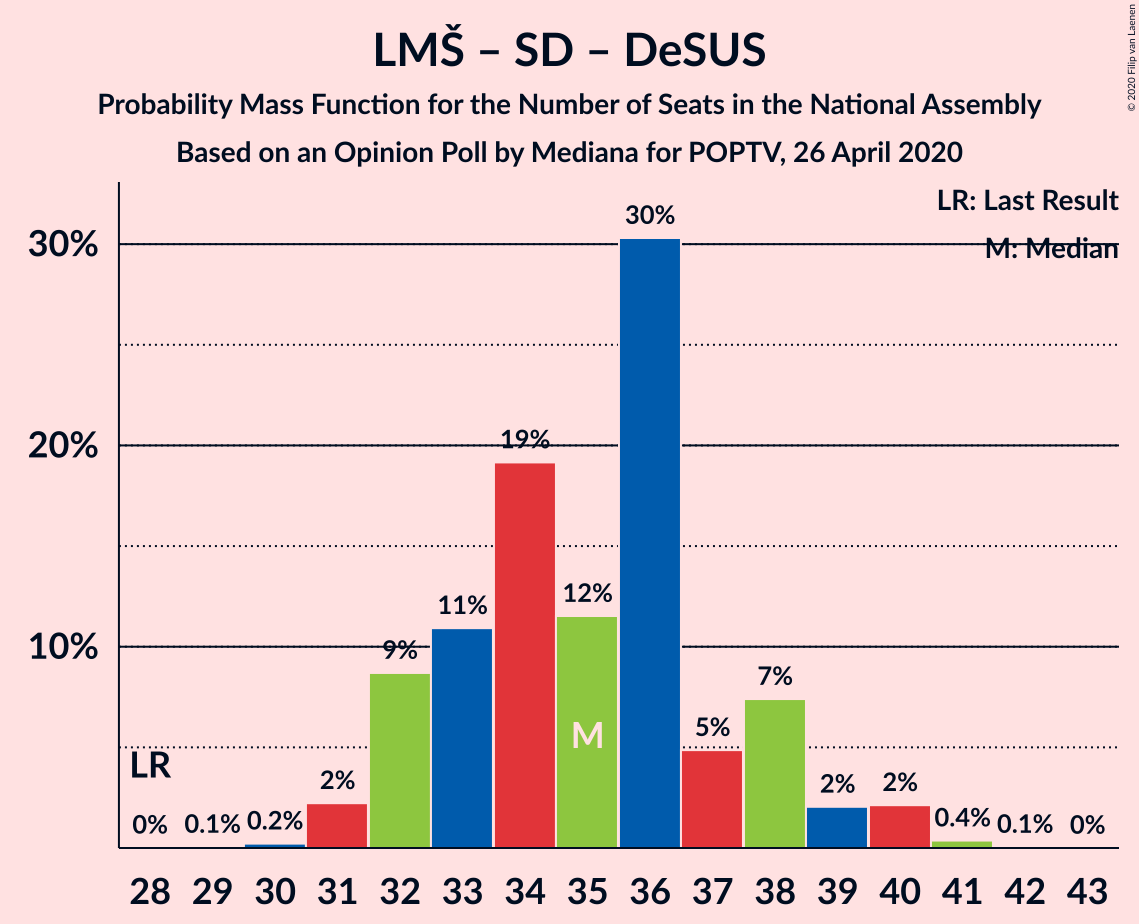 LMŠ – SD – DeSUS
Probability Mass Function for the Number of Seats in the National Assembly
Based on an Opinion Poll by Mediana for POPTV, 26 April 2020
© 2020 Filip van Laenen
LR: Last Result
M: Median
30%
20%
10%
LR
M
0%
0.1%
0.2%
2%
9%
11%
19%
12%
30%
5%
7%
2%
2%
0.4%
0.1%
0%
28 29 30 31 32 33 34 35 36 37 38 39 40 41 42 43